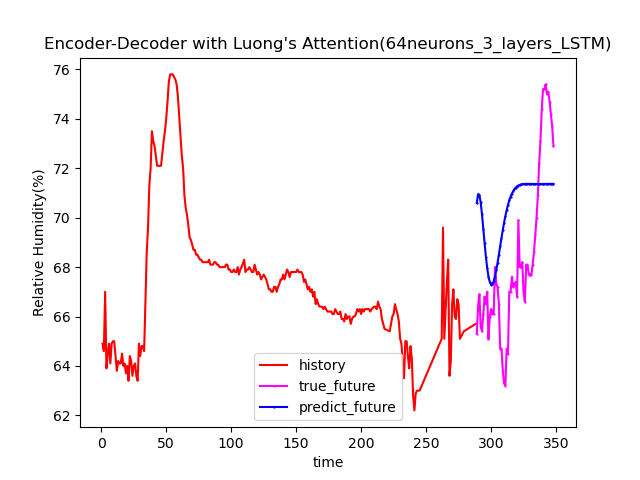 Encoder-Decoder with Luong's Attention(64neurons_3_layers_LSTM)
Relative Humidity(%)
76
74
72
70
68
66
64
62
history
true_future
predict_future
0 50 100 150 200 250 300 350
time